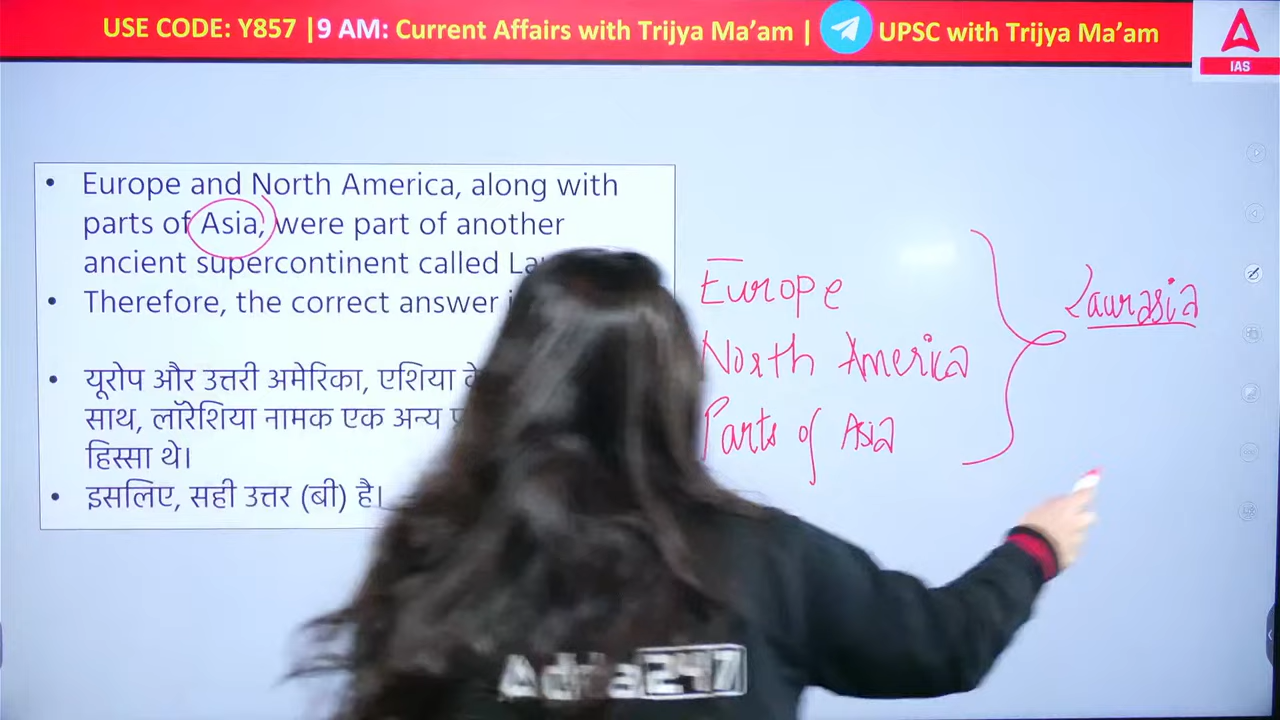 USE CODE: Y857 |9 AM: Current Affairs with Trijya Ma'am | UPSC with Trijya Ma'am
IAS
• Europe and North America, along with
parts of Asia, were part of another
ancient supercontinent called
• Therefore, the correct answer
• यूरोप और उत्तरी अमेरिका, एशिया
साथ, लॉरेशिया नामक एक अन्य
हिस्सा थे।
• इसलिए, सही उत्तर (बी) है।
Europe
North America
Parts of Asia
Laurasia
247